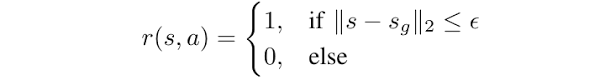 r(s, a) = { 1, if ∥s − s_g∥₂ ≤ ϵ
0, else